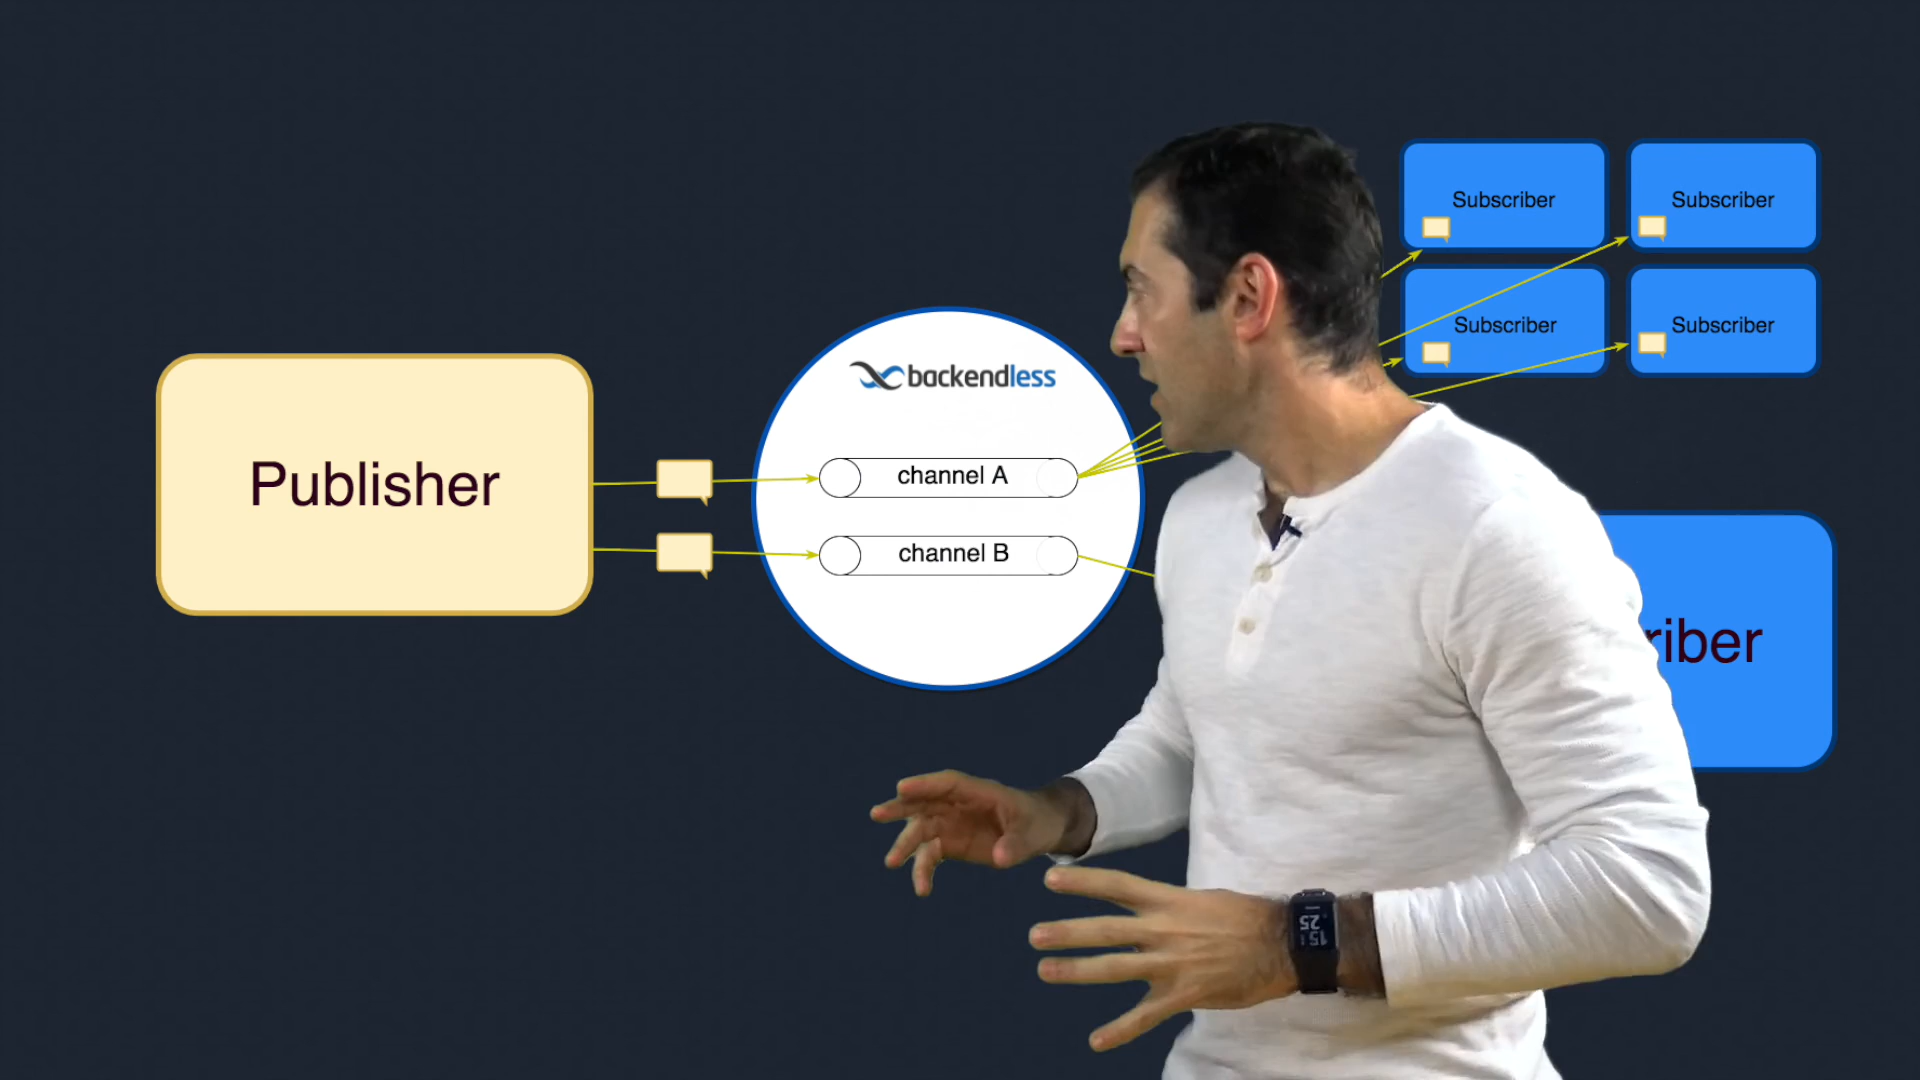 Subscriber
Subscriber
Subscriber
Subscriber
backendless
Publisher
channel A
channel B
riber